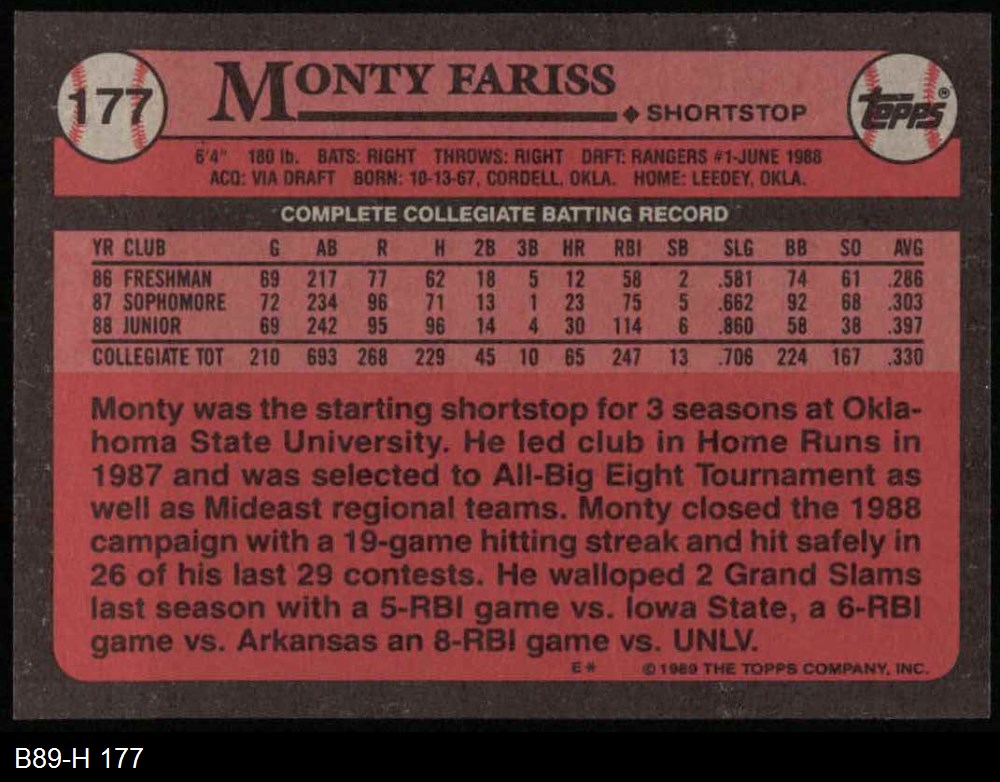 177
MONTY FARISS
♦ SHORTSTOP
Topps®
6'4" 180 lb. BATS: RIGHT THROWS: RIGHT DRFT: RANGERS #1-JUNE 1988
ACQ: VIA DRAFT BORN: 10-13-67, CORDELL, OKLA. HOME: LEEDEY, OKLA.
COMPLETE COLLEGIATE BATTING RECORD
YR CLUB G AB R H 2B 3B HR RBI SB SLG BB SO AVG
86 FRESHMAN 69 217 77 62 18 5 12 58 2 .581 74 61 .286
87 SOPHOMORE 72 234 96 71 13 1 23 75 5 .662 92 68 .303
88 JUNIOR 69 242 95 96 14 4 30 114 6 .860 58 38 .397
COLLEGIATE TOT 210 693 268 229 45 10 65 247 13 .706 224 167 .330
Monty was the starting shortstop for 3 seasons at Okla-
homa State University. He led club in Home Runs in
1987 and was selected to All-Big Eight Tournament as
well as Mideast regional teams. Monty closed the 1988
campaign with a 19-game hitting streak and hit safely in
26 of his last 29 contests. He walloped 2 Grand Slams
last season with a 5-RBI game vs. Iowa State, a 6-RBI
game vs. Arkansas an 8-RBI game vs. UNLV.
E* © 1989 THE TOPPS COMPANY, INC.
B89-H 177